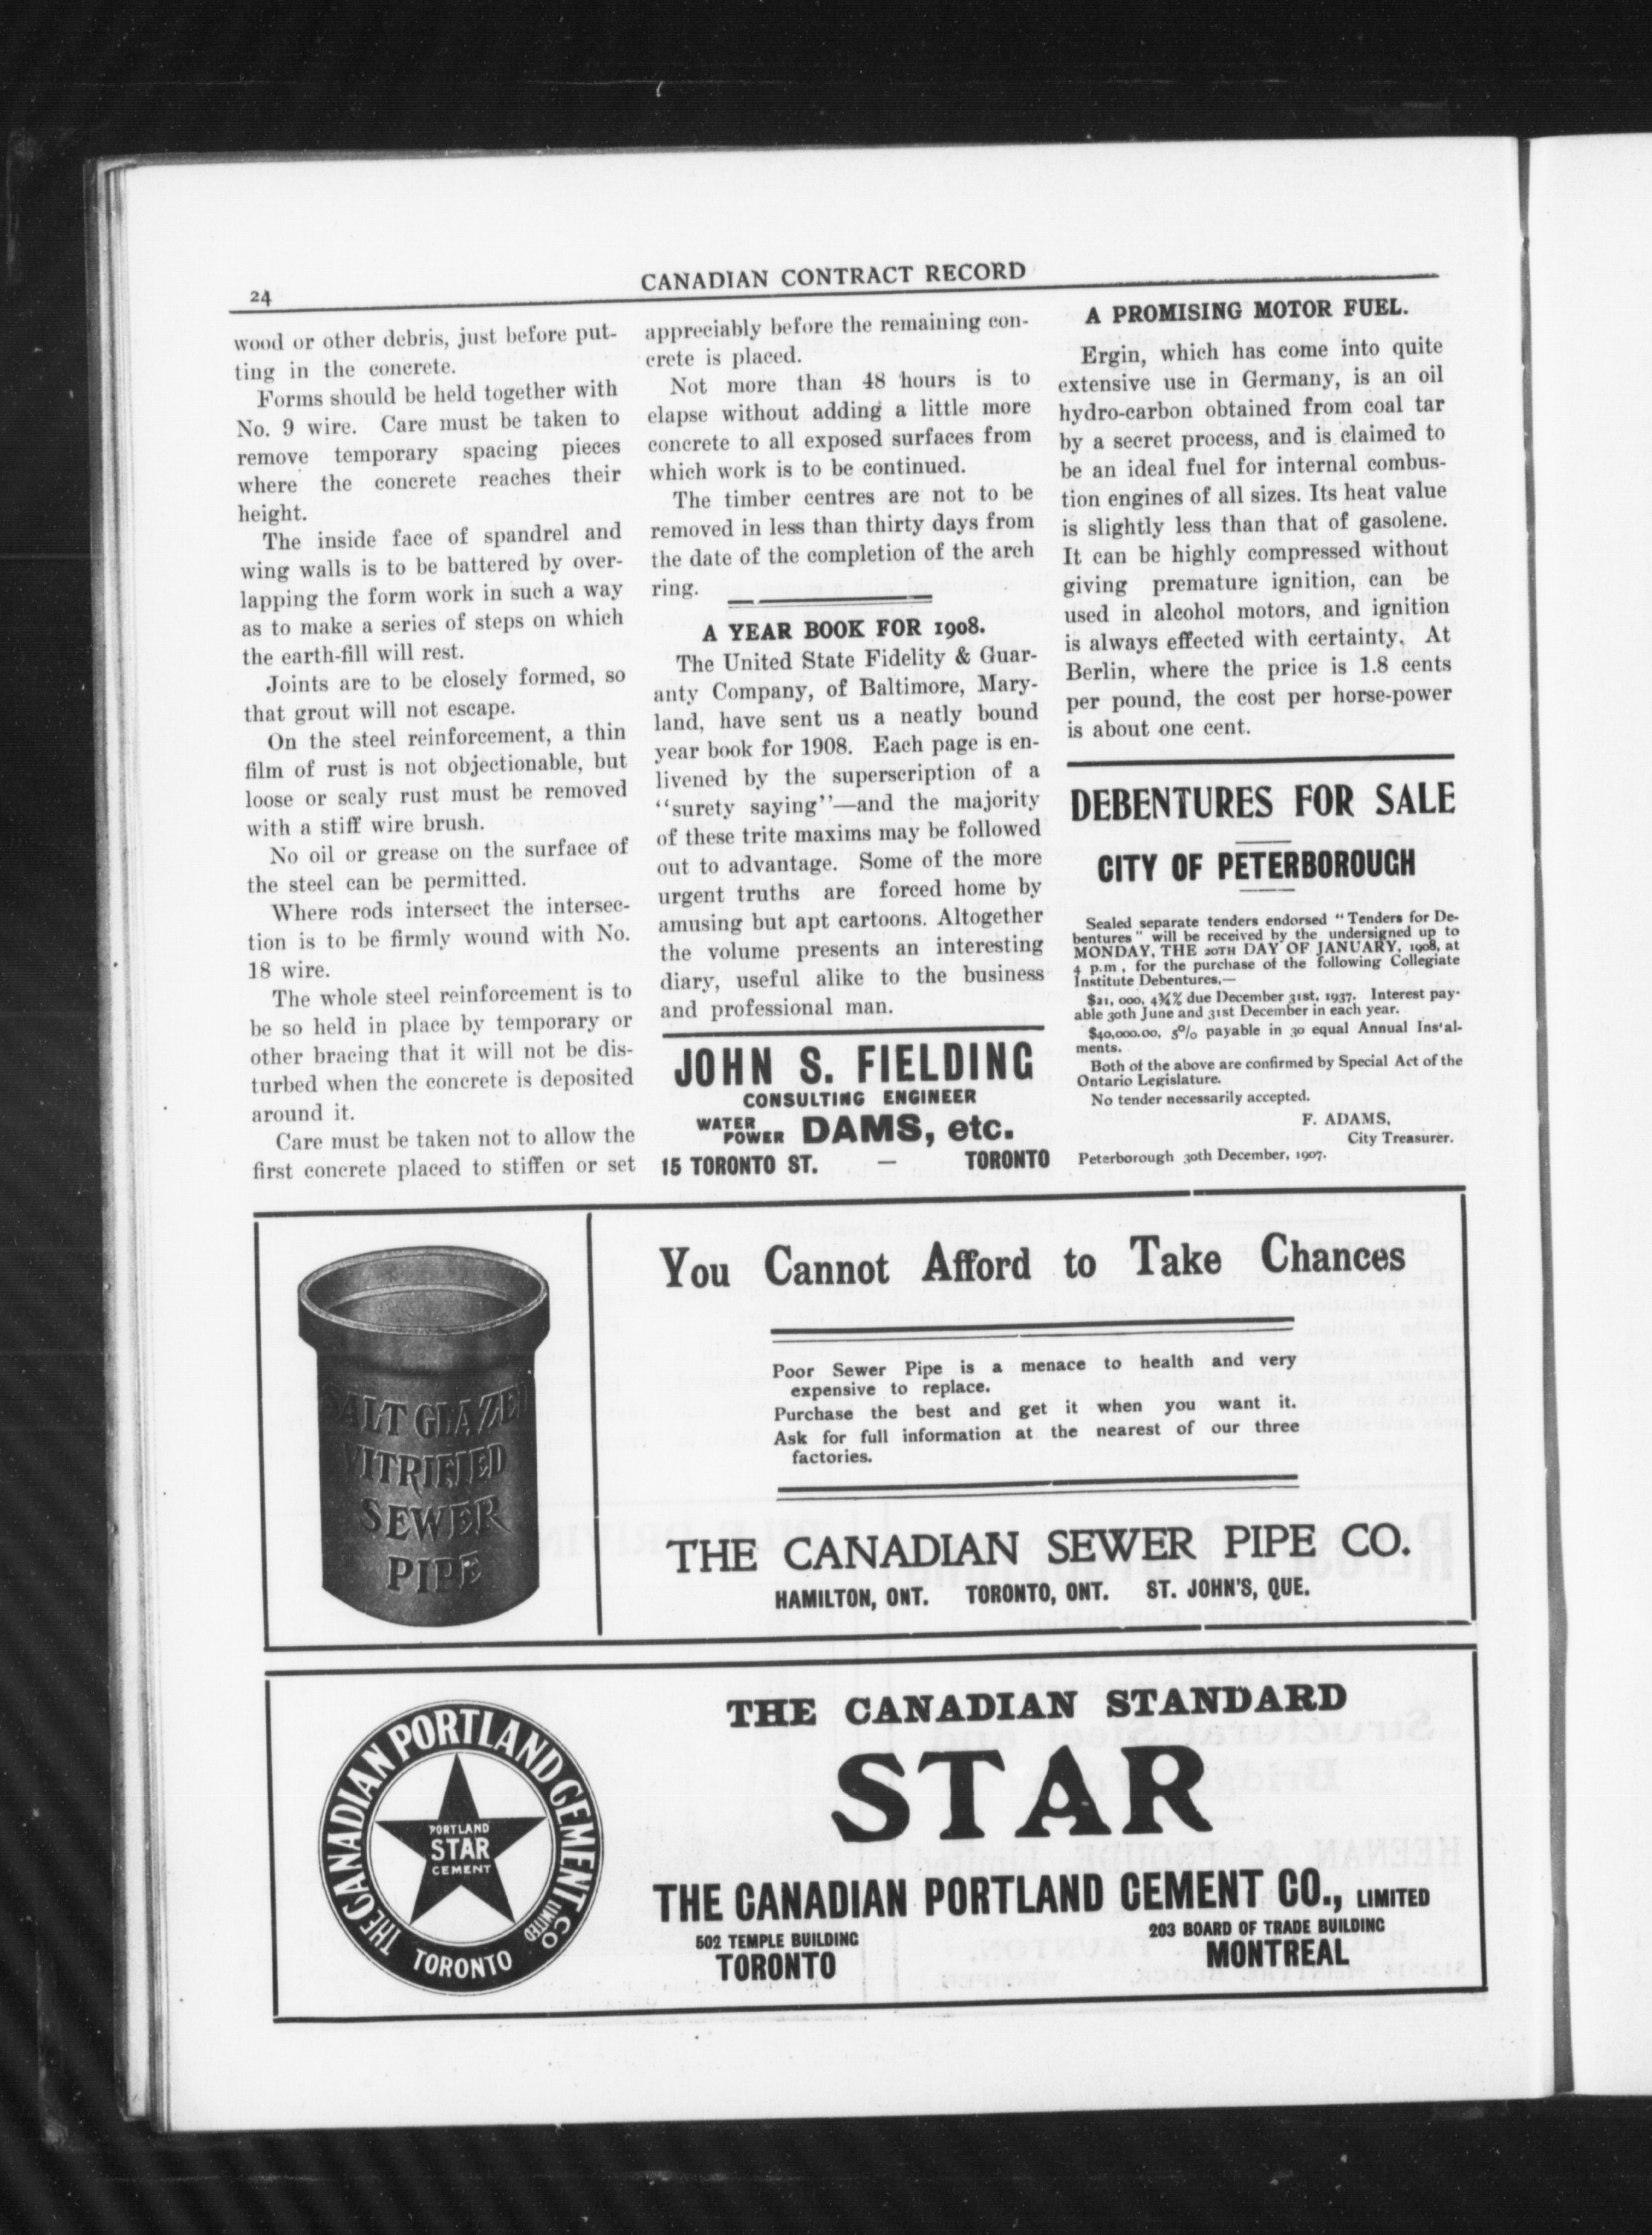 24
CANADIAN CONTRACT RECORD
wood or other debris, just before put-
ting in the concrete.
Forms should be held together with
No. 9 wire. Care must be taken to
remove temporary spacing pieces
where the concrete reaches their
height.
The inside face of spandrel and
wing walls is to be battered by over-
lapping the form work in such a way
as to make a series of steps on which
the earth-fill will rest.
Joints are to be closely formed, so
that grout will not escape.
On the steel reinforcement, a thin
film of rust is not objectionable, but
loose or scaly rust must be removed
with a stiff wire brush.
No oil or grease on the surface of
the steel can be permitted.
Where rods intersect the intersec-
tion is to be firmly wound with No.
18 wire.
The whole steel reinforcement is to
be so held in place by temporary or
other bracing that it will not be dis-
turbed when the concrete is deposited
around it.
Care must be taken not to allow the
first concrete placed to stiffen or set
appreciably before the remaining con-
crete is placed.
Not more than 48 hours is to
elapse without adding a little more
concrete to all exposed surfaces from
which work is to be continued.
The timber centres are not to be
removed in less than thirty days from
the date of the completion of the arch
ring.
A YEAR BOOK FOR 1908.
The United State Fidelity & Guar-
anty Company, of Baltimore, Mary-
land, have sent us a neatly bound
year book for 1908. Each page is en-
livened by the superscription of a
"surety saying"—and the majority
of these trite maxims may be followed
out to advantage. Some of the more
urgent truths are forced home by
amusing but apt cartoons. Altogether
the volume presents an interesting
diary, useful alike to the business
and professional man.
JOHN S. FIELDING
CONSULTING ENGINEER
WATER POWER DAMS, etc.
15 TORONTO ST. — TORONTO
A PROMISING MOTOR FUEL.
Ergin, which has come into quite
extensive use in Germany, is an oil
hydro-carbon obtained from coal tar
by a secret process, and is claimed to
be an ideal fuel for internal combus-
tion engines of all sizes. Its heat value
is slightly less than that of gasolene.
It can be highly compressed without
giving premature ignition, can be
used in alcohol motors, and ignition
is always effected with certainty. At
Berlin, where the price is 1.8 cents
per pound, the cost per horse-power
is about one cent.
DEBENTURES FOR SALE
CITY OF PETERBOROUGH
Sealed separate tenders endorsed "Tenders for De-
bentures" will be received by the undersigned up to
MONDAY, THE 20TH DAY OF JANUARY, 1908, at
4 p.m, for the purchase of the following Collegiate
Institute Debentures,—
$21,000, 4¾% due December 31st, 1937. Interest pay-
able 30th June and 31st December in each year.
$40,000.00, 5% payable in 30 equal Annual Ins'al-
ments.
Both of the above are confirmed by Special Act of the
Ontario Legislature.
No tender necessarily accepted.
F. ADAMS,
City Treasurer.
Peterborough 30th December, 1907.
SALT GLAZED
VITRIFIED
SEWER
PIPE
You Cannot Afford to Take Chances
Poor Sewer Pipe is a menace to health and very
expensive to replace.
Purchase the best and get it when you want it.
Ask for full information at the nearest of our three
factories.
THE CANADIAN SEWER PIPE CO.
HAMILTON, ONT. TORONTO, ONT. ST. JOHN'S, QUE.
THE CANADIAN PORTLAND CEMENT CO LIMITED
TORONTO
PORTLAND
STAR
CEMENT
THE CANADIAN STANDARD
STAR
THE CANADIAN PORTLAND CEMENT CO., LIMITED
502 TEMPLE BUILDING
TORONTO
203 BOARD OF TRADE BUILDING
MONTREAL